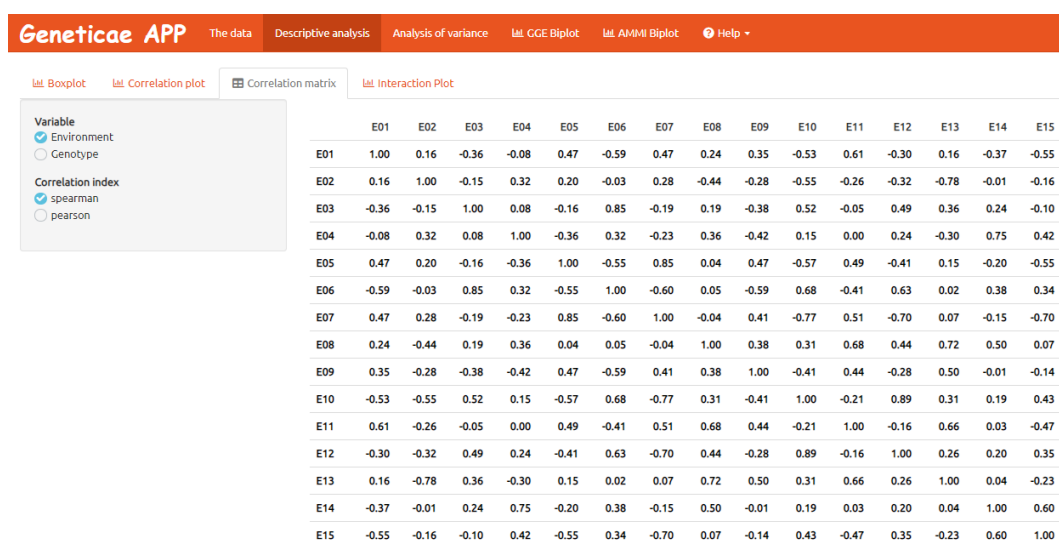 Geneticae APP The data Descriptive analysis Analysis of variance GGE Biplot AMMI Biplot Help
Boxplot Correlation plot Correlation matrix Interaction Plot
Variable
Environment
Genotype
Correlation index
spearman
pearson
E01 E02 E03 E04 E05 E06 E07 E08 E09 E10 E11 E12 E13 E14 E15
E01 1.00 0.16 -0.36 -0.08 0.47 -0.59 0.47 0.24 0.35 -0.53 0.61 -0.30 0.16 -0.37 -0.55
E02 0.16 1.00 -0.15 0.32 0.20 -0.03 0.28 -0.44 -0.28 -0.55 -0.26 -0.32 -0.78 -0.01 -0.16
E03 -0.36 -0.15 1.00 0.08 -0.16 0.85 -0.19 0.19 -0.38 0.52 -0.05 0.49 0.36 0.24 -0.10
E04 -0.08 0.32 0.08 1.00 -0.36 0.32 -0.23 0.36 -0.42 0.15 0.00 0.24 -0.30 0.75 0.42
E05 0.47 0.20 -0.16 -0.36 1.00 -0.55 0.85 0.04 0.47 -0.57 0.49 -0.41 0.15 -0.20 -0.55
E06 -0.59 -0.03 0.85 0.32 -0.55 1.00 -0.60 0.05 -0.59 0.68 -0.41 0.63 0.02 0.38 0.34
E07 0.47 0.28 -0.19 -0.23 0.85 -0.60 1.00 -0.04 0.41 -0.77 0.51 -0.70 0.07 -0.15 -0.70
E08 0.24 -0.44 0.19 0.36 0.04 0.05 -0.04 1.00 0.38 0.31 0.68 0.44 0.72 0.50 0.07
E09 0.35 -0.28 -0.38 -0.42 0.47 -0.59 0.41 0.38 1.00 -0.41 0.44 -0.28 0.50 -0.01 -0.14
E10 -0.53 -0.55 0.52 0.15 -0.57 0.68 -0.77 0.31 -0.41 1.00 -0.21 0.89 0.31 0.19 0.43
E11 0.61 -0.26 -0.05 0.00 0.49 -0.41 0.51 0.68 0.44 -0.21 1.00 -0.16 0.66 0.03 -0.47
E12 -0.30 -0.32 0.49 0.24 -0.41 0.63 -0.70 0.44 -0.28 0.89 -0.16 1.00 0.26 0.20 0.35
E13 0.16 -0.78 0.36 -0.30 0.15 0.02 0.07 0.72 0.50 0.31 0.66 0.26 1.00 0.04 -0.23
E14 -0.37 -0.01 0.24 0.75 -0.20 0.38 -0.15 0.50 -0.01 0.19 0.03 0.20 0.04 1.00 0.60
E15 -0.55 -0.16 -0.10 0.42 -0.55 0.34 -0.70 0.07 -0.14 0.43 -0.47 0.35 -0.23 0.60 1.00